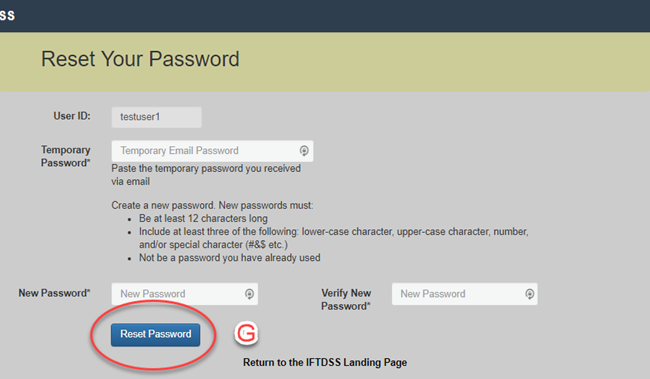 SS
Reset Your Password
User ID: testuser1
Temporary Password* Temporary Email Password
Paste the temporary password you received
via email
Create a new password. New passwords must:
• Be at least 12 characters long
• Include at least three of the following: lower-case character, upper-case character, number,
and/or special character (#&$ etc.)
• Not be a password you have already used
New Password* New Password
Verify New Password* New Password
Reset Password G
Return to the IFTDSS Landing Page